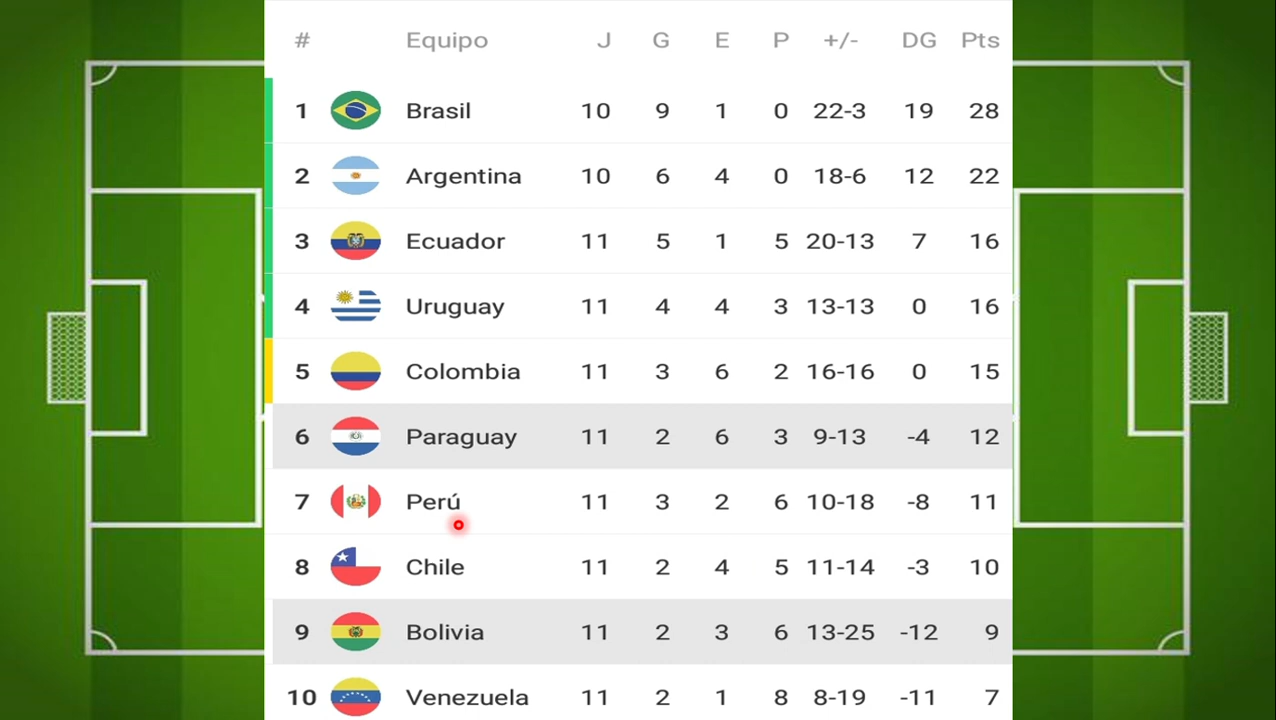 # Equipo J G E P +/- DG Pts
1 Brasil 10 9 1 0 22-3 19 28
2 Argentina 10 6 4 0 18-6 12 22
3 Ecuador 11 5 1 5 20-13 7 16
4 Uruguay 11 4 4 3 13-13 0 16
5 Colombia 11 3 6 2 16-16 0 15
6 Paraguay 11 2 6 3 9-13 -4 12
7 Perú 11 3 2 6 10-18 -8 11
8 Chile 11 2 4 5 11-14 -3 10
9 Bolivia 11 2 3 6 13-25 -12 9
10 Venezuela 11 2 1 8 8-19 -11 7